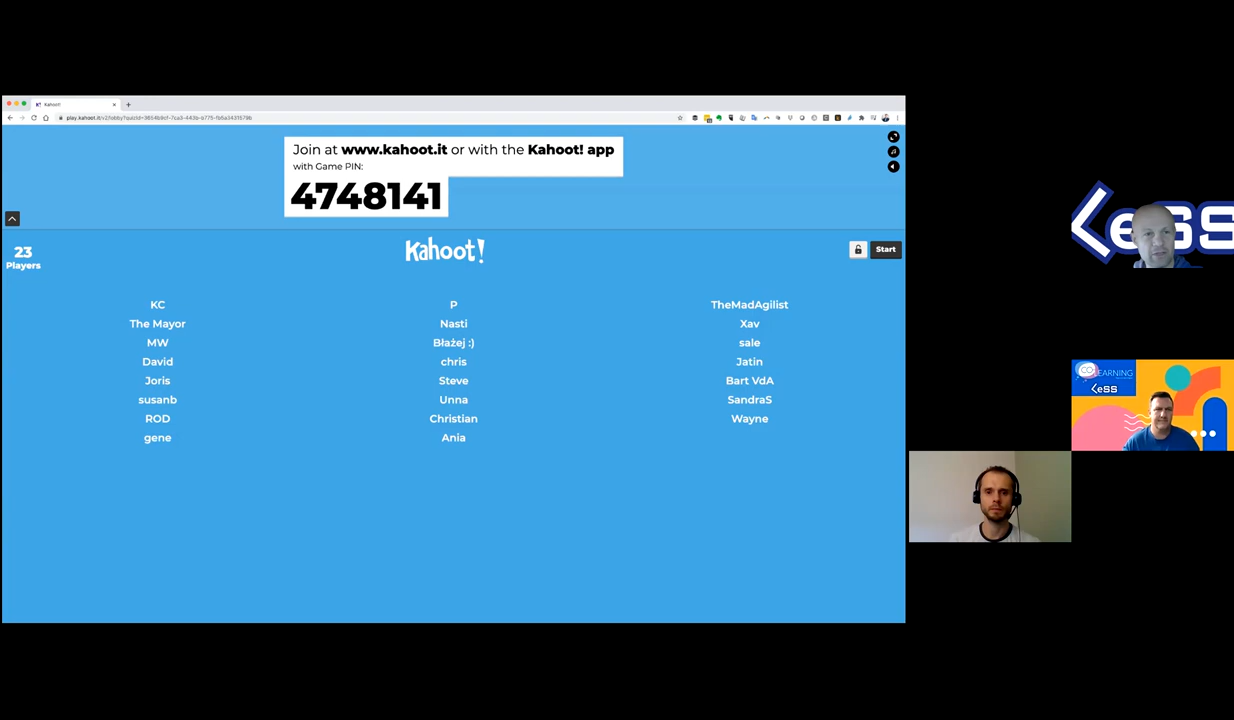 Kahoot!
Join at www.kahoot.it or with the Kahoot! app
with Game PIN:
4748141
23
Players
Kahoot!
Start
KC
P
TheMadAgilist
The Mayor
Nasti
Xav
MW
Błażej :)
sale
David
chris
Jatin
Joris
Steve
Bart VdA
susanb
Unna
SandraS
ROD
Christian
Wayne
gene
Ania
LeSS
CO
LEARNING
LeSS